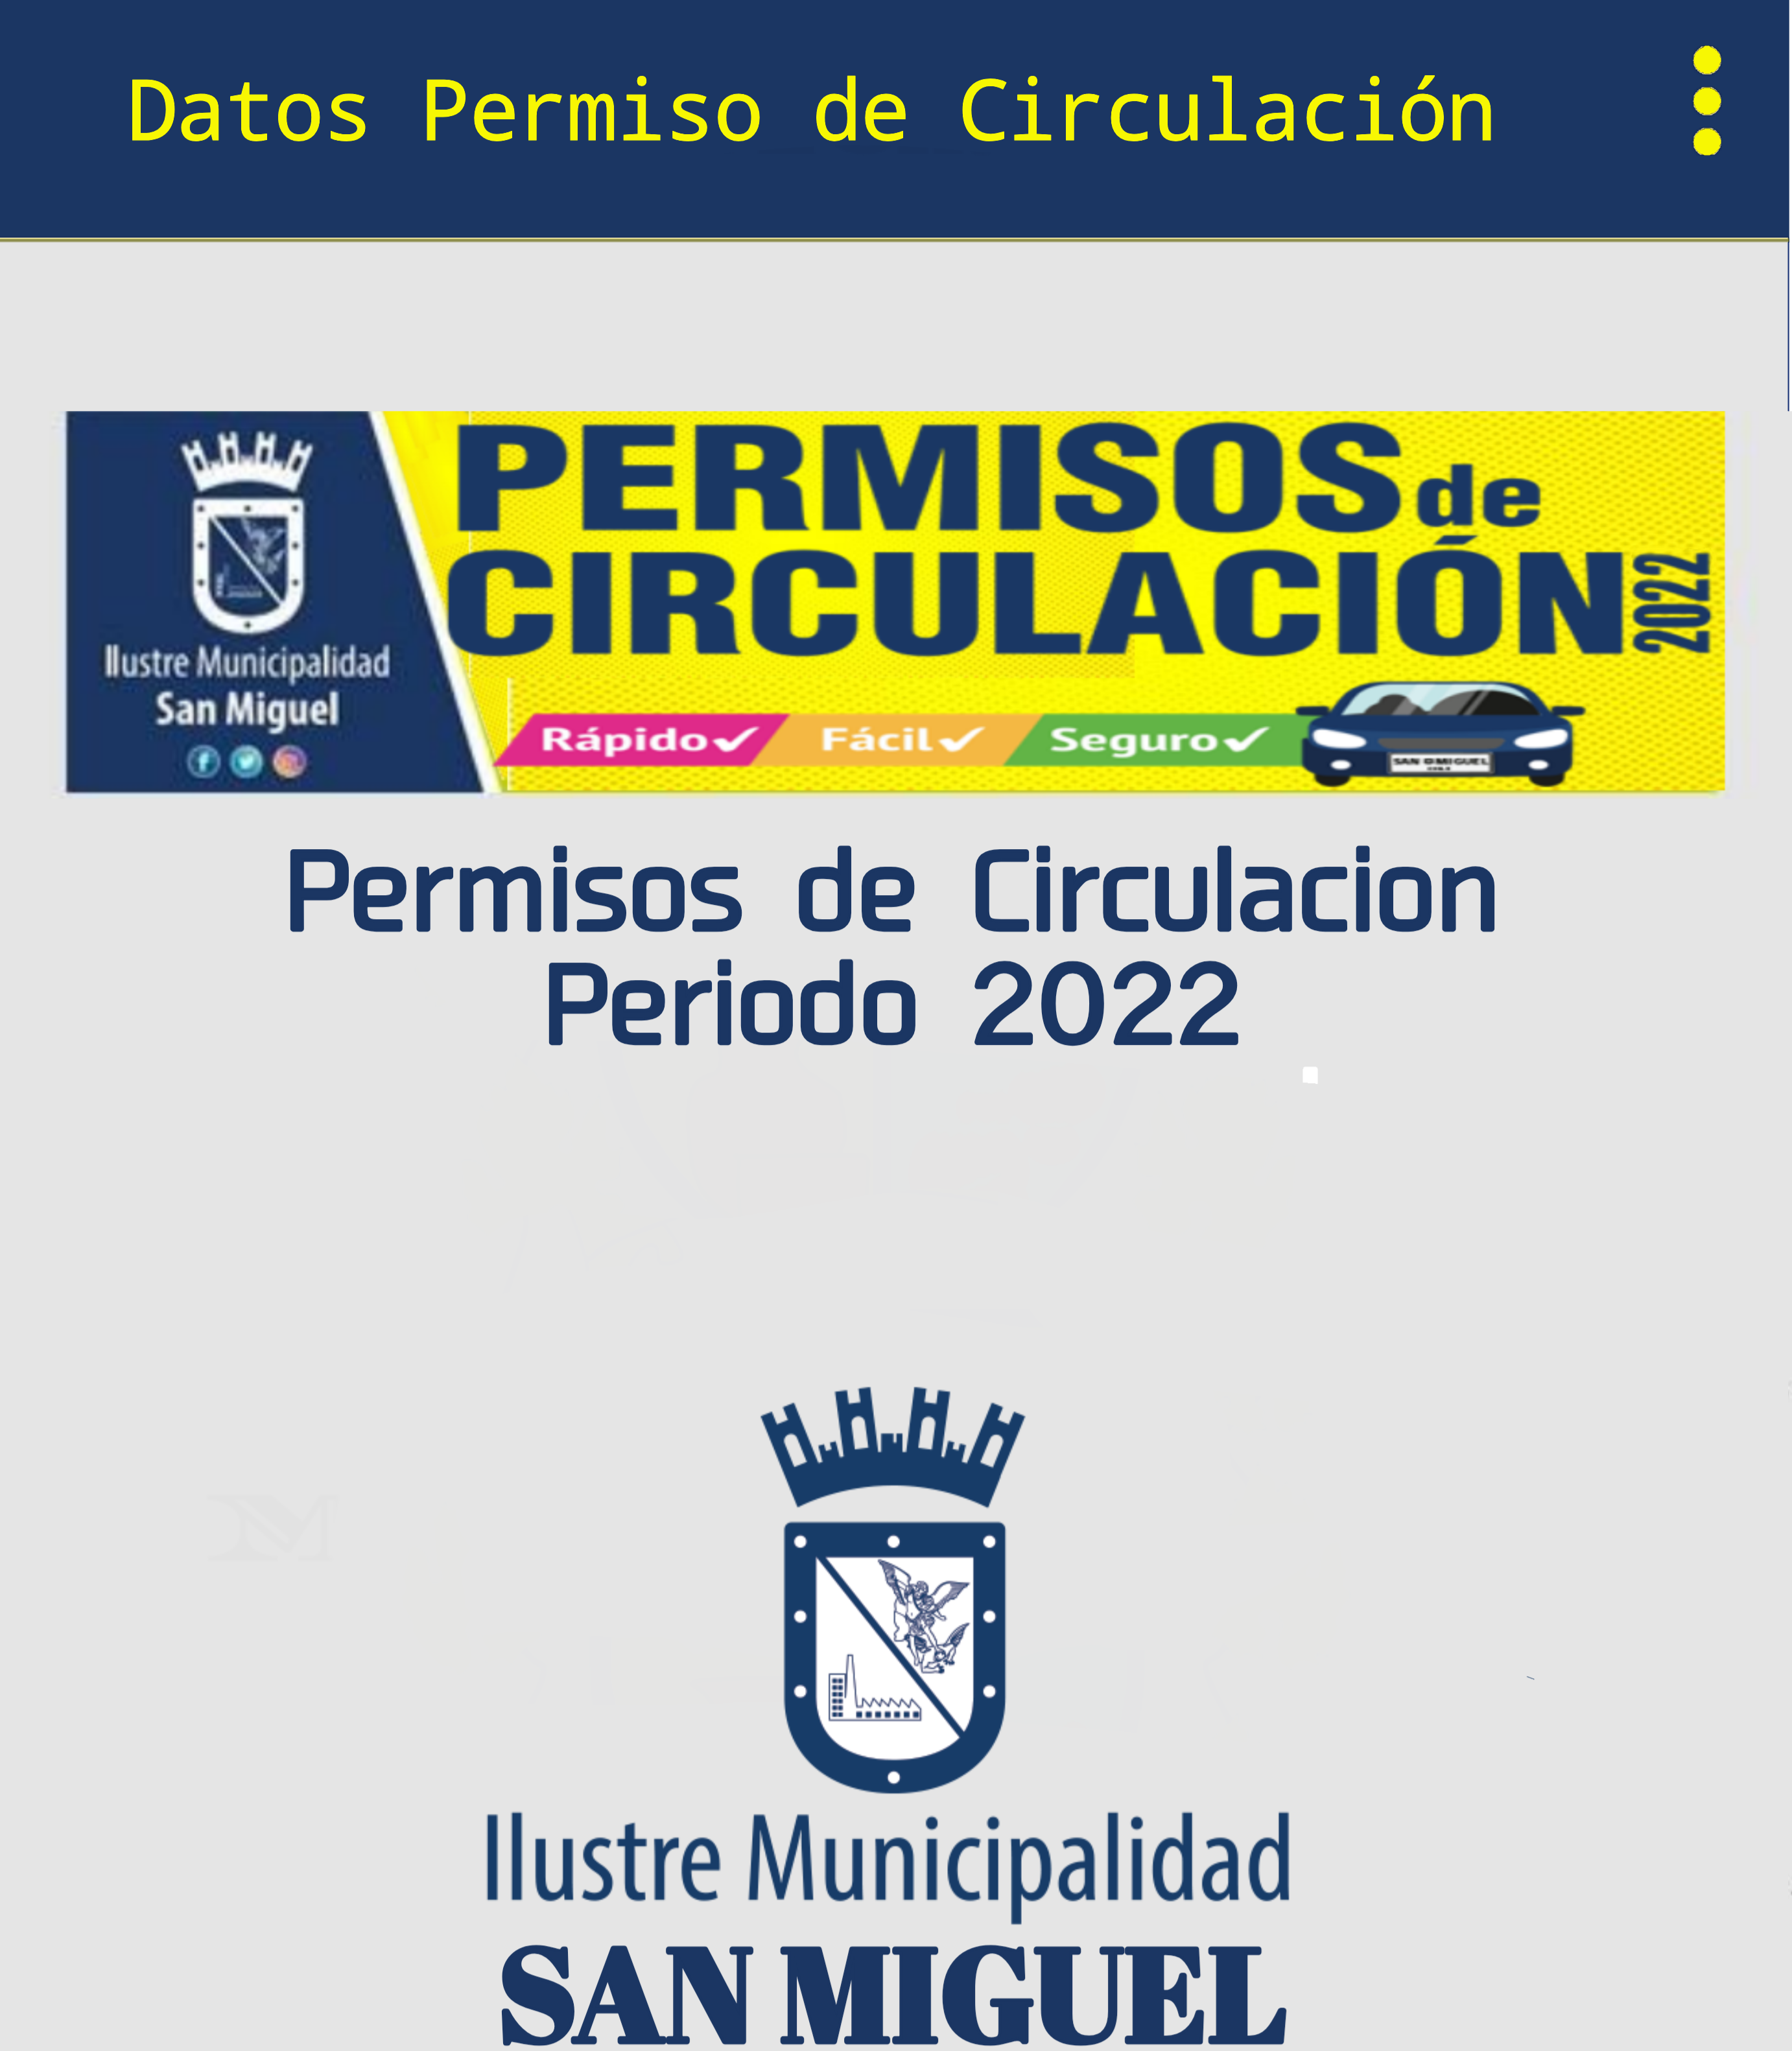 Datos Permiso de Circulación
PERMISOS de
CIRCULACIÓN 2022
Ilustre Municipalidad
San Miguel
Rápido Fácil Seguro
SAN MIGUEL
Permisos de Circulacion
Periodo 2022
Ilustre Municipalidad
SAN MIGUEL